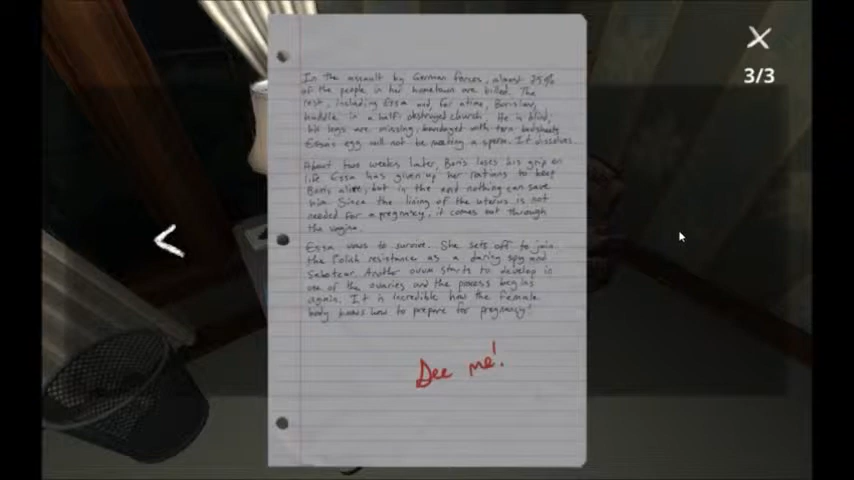 3/3
In the assault by German forces, almost 25%
of the people in her hometown are killed. The
rest, including Essa and, for a time, Borislav,
huddle in a half-destroyed church. He is blind,
his legs are missing, bandaged with torn bedsheets.
Essa's egg will not be meeting a sperm. It dissolves.
About two weeks later, Boris loses his grip on
life. Essa has given up her rations to keep
Boris alive, but in the end nothing can save
him. Since the lining of the uterus is not
needed for a pregnancy, it comes out through
the vagina.
Essa vows to survive. She sets off to join
the Polish resistance as a daring spy and
saboteur. Another ovum starts to develop in
one of the ovaries and the process begins
again. It is incredible how the female
body knows how to prepare for pregnancy!
See me!